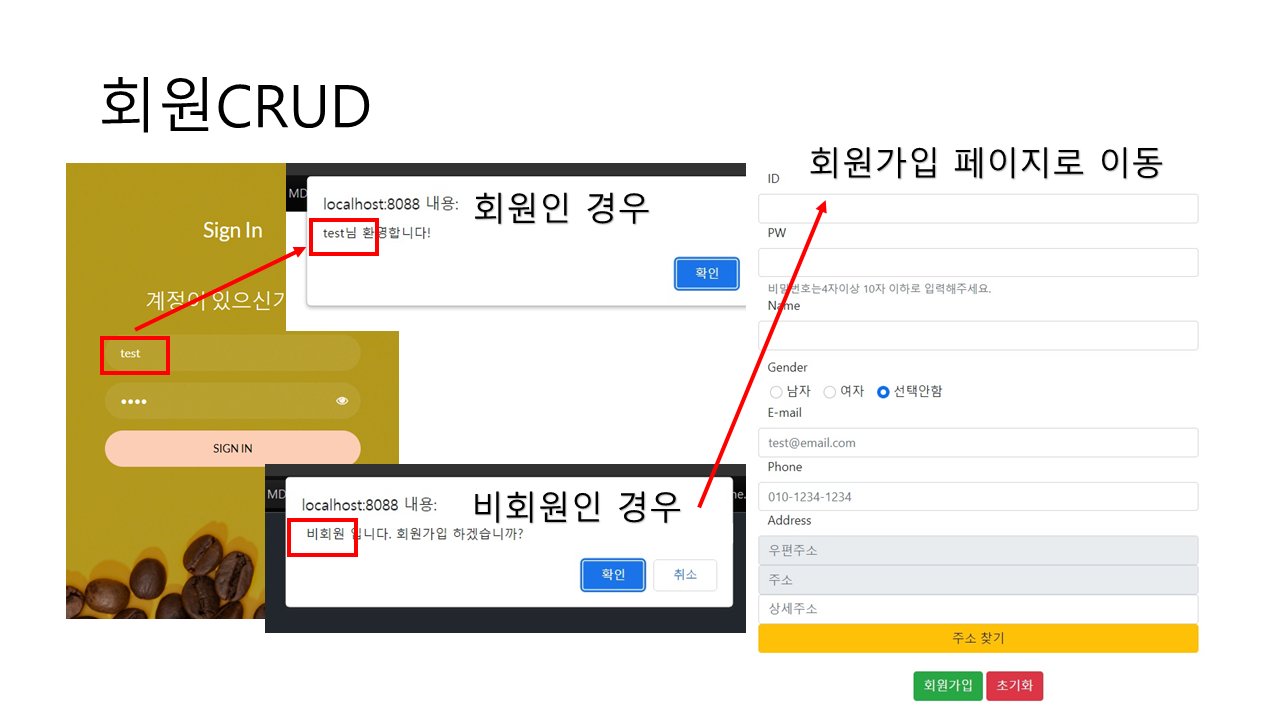 회원CRUD
Sign In
계정이 있으신가
test
SIGN IN
MD
localhost:8088 내용:
회원인 경우
test님 환영합니다!
확인
MD
localhost:8088 내용:
비회원인 경우
me.
비회원 입니다. 회원가입 하겠습니까?
확인
취소
회원가입 페이지로 이동
ID
PW
비밀번호는4자이상 10자 이하로 입력해주세요.
Name
Gender
남자 여자 선택안함
E-mail
test@email.com
Phone
010-1234-1234
Address
우편주소
주소
상세주소
주소 찾기
회원가입 초기화